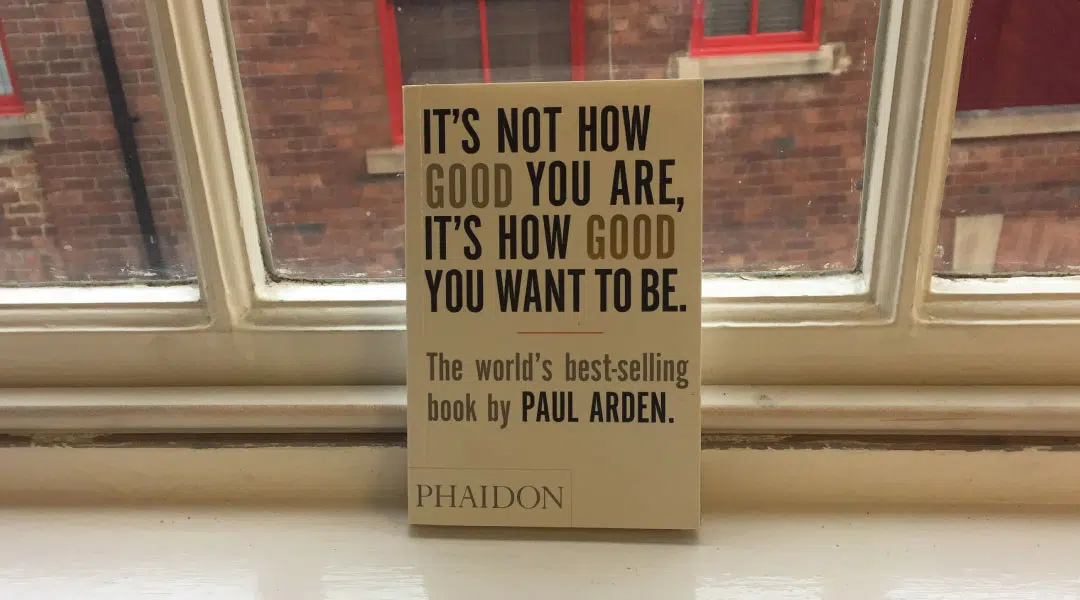 IT'S NOT HOW
GOOD YOU ARE,
IT'S HOW GOOD
YOU WANT TO BE.
The world's best-selling
book by PAUL ARDEN.
PHAIDON